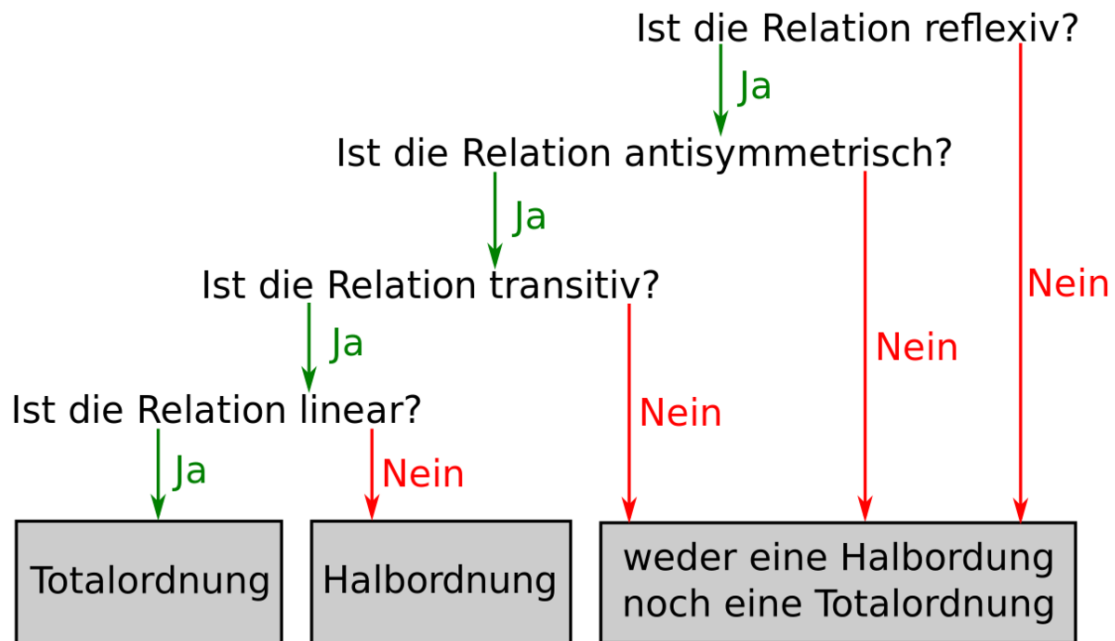 Ist die Relation reflexiv?
Ja
Ist die Relation antisymmetrisch?
Ja
Ist die Relation transitiv?
Nein
Ja
Nein
Ist die Relation linear?
Nein
Ja
Nein
Totalordnung
Halbordnung
weder eine Halbordung
noch eine Totalordnung